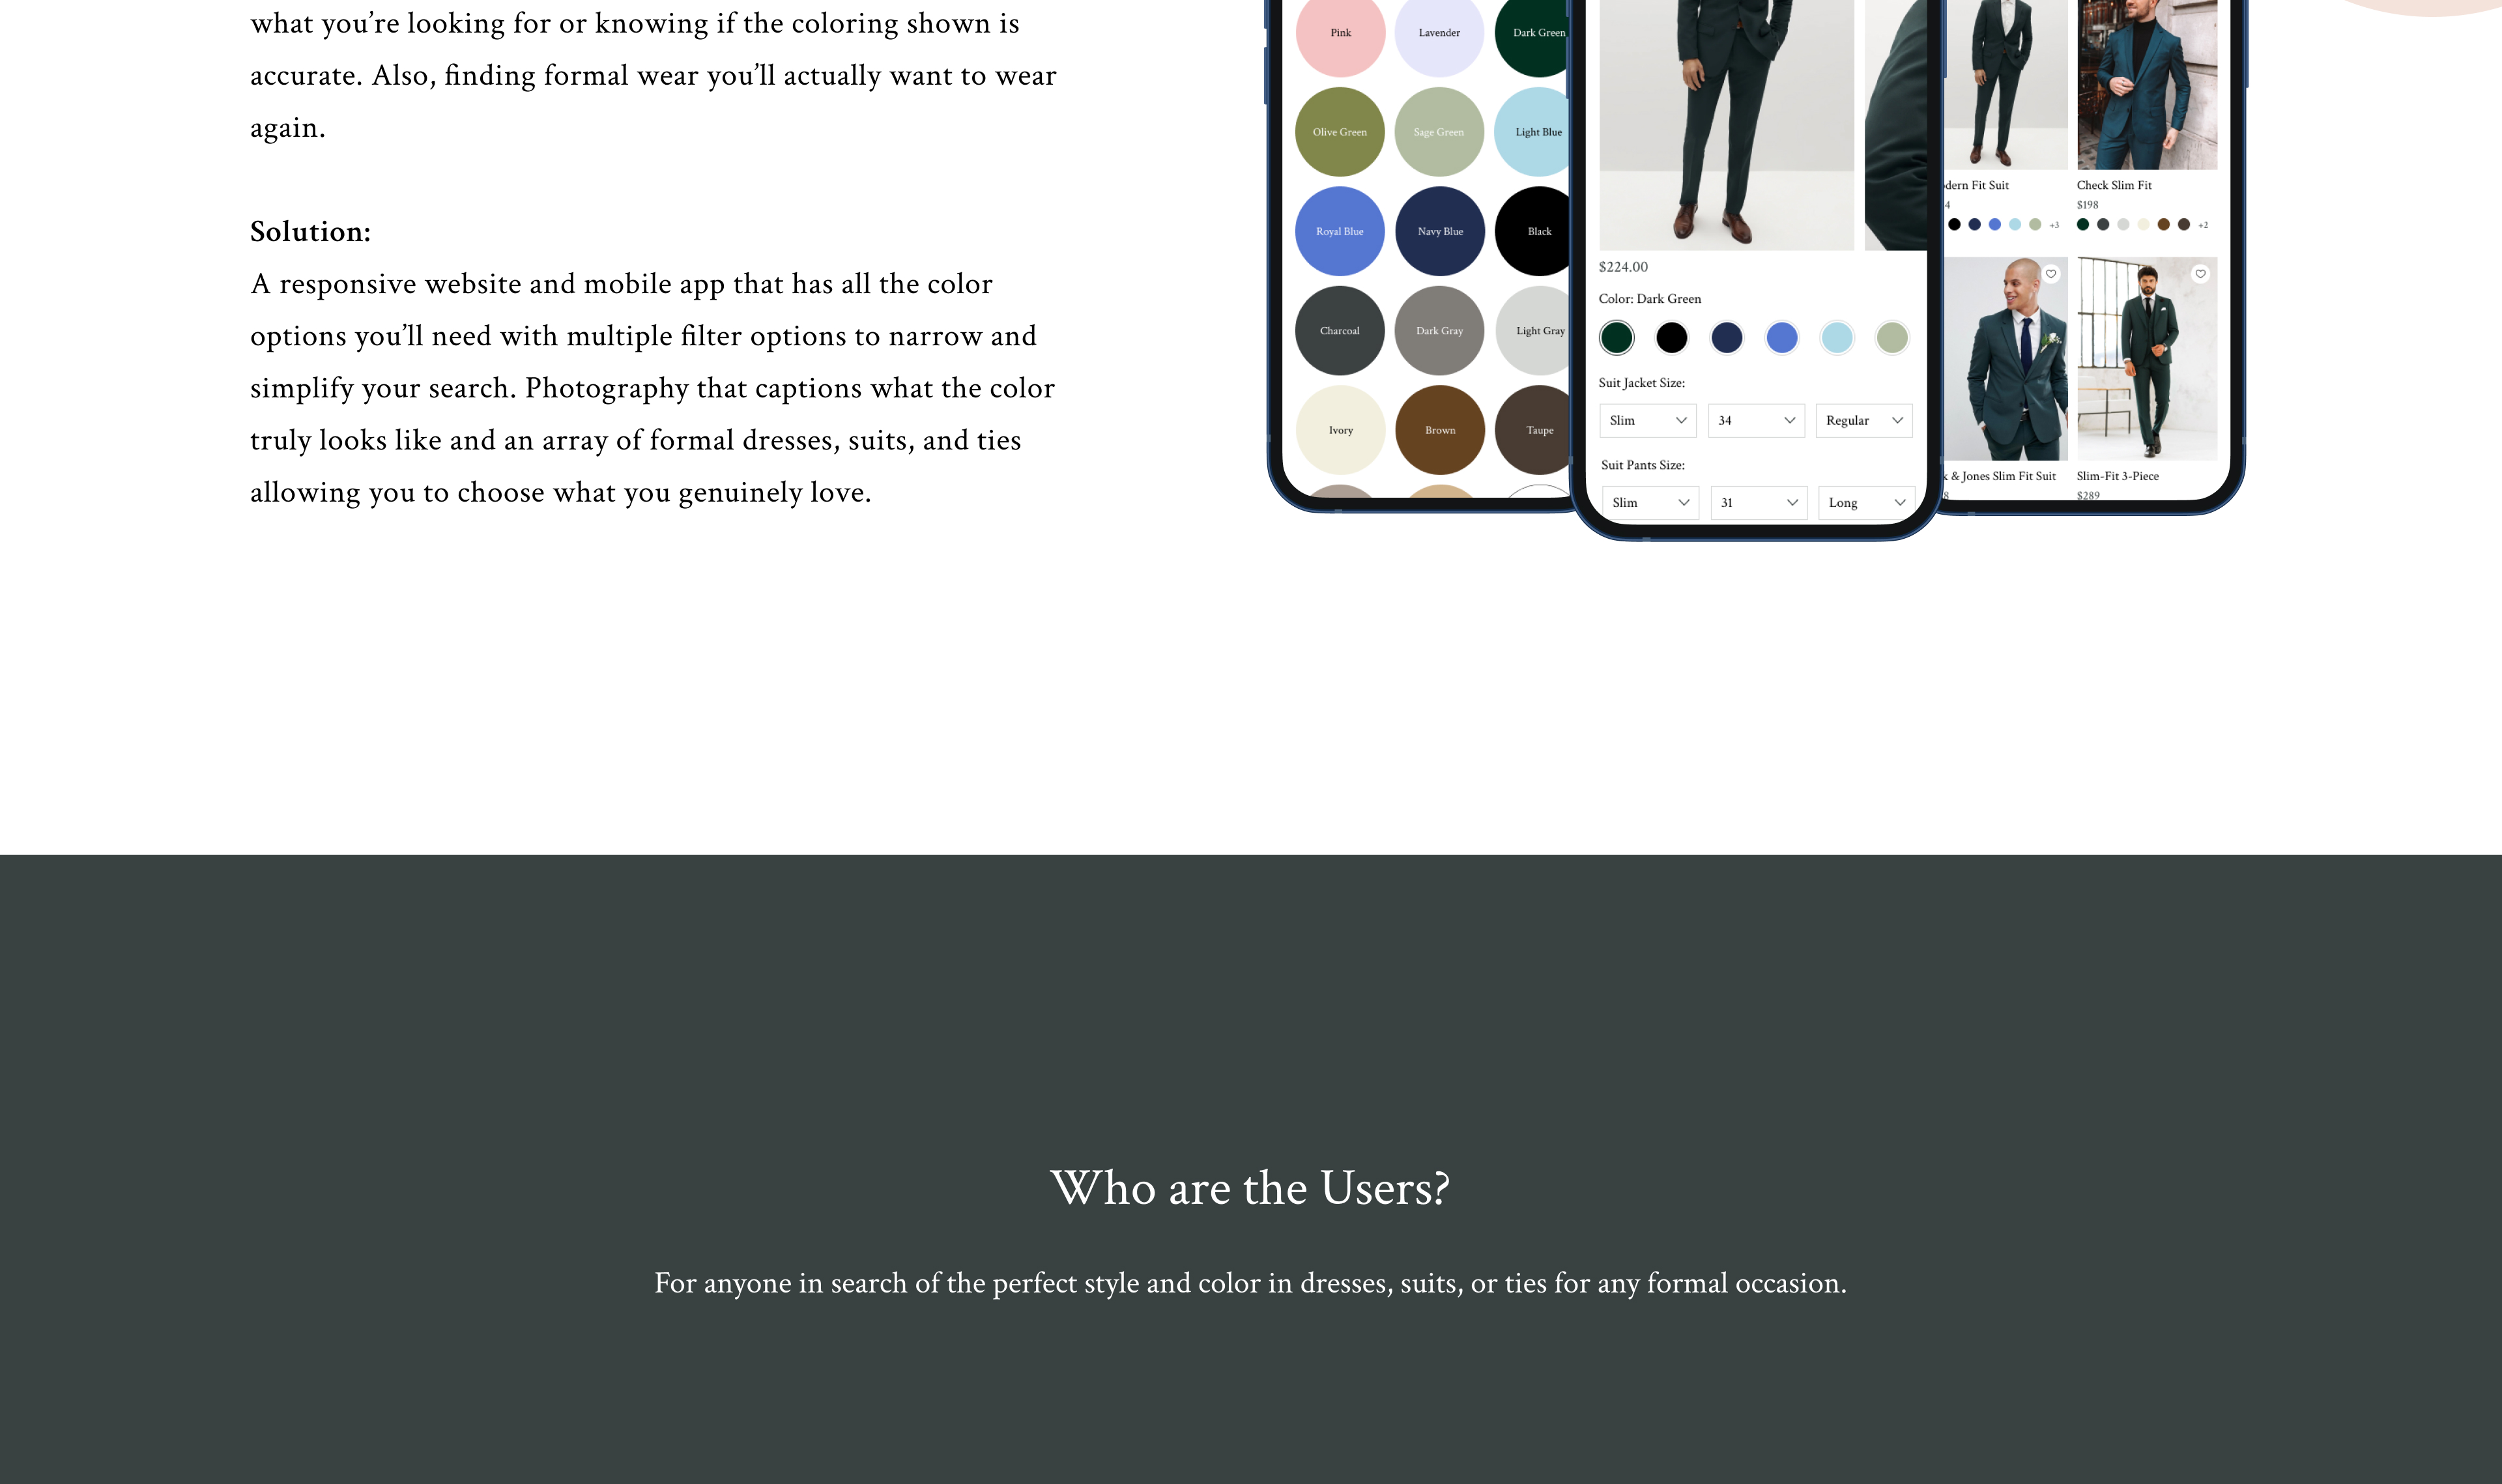 what you’re looking for or knowing if the coloring shown is
accurate. Also, finding formal wear you’ll actually want to wear
again.
Solution:
A responsive website and mobile app that has all the color
options you’ll need with multiple filter options to narrow and
simplify your search. Photography that captions what the color
truly looks like and an array of formal dresses, suits, and ties
allowing you to choose what you genuinely love.
Pink Lavender Dark Green
Olive Green Sage Green Light Blue
Royal Blue Navy Blue Black
Charcoal Dark Gray Light Gray
Ivory Brown Taupe
$224.00
Color: Dark Green
Suit Jacket Size:
Slim 34 Regular
Suit Pants Size:
Slim 31 Long
Fit Suit
+3
Check Slim Fit
$198
+2
& Jones Slim Fit Suit
Slim-Fit 3-Piece
$289
Who are the Users?
For anyone in search of the perfect style and color in dresses, suits, or ties for any formal occasion.